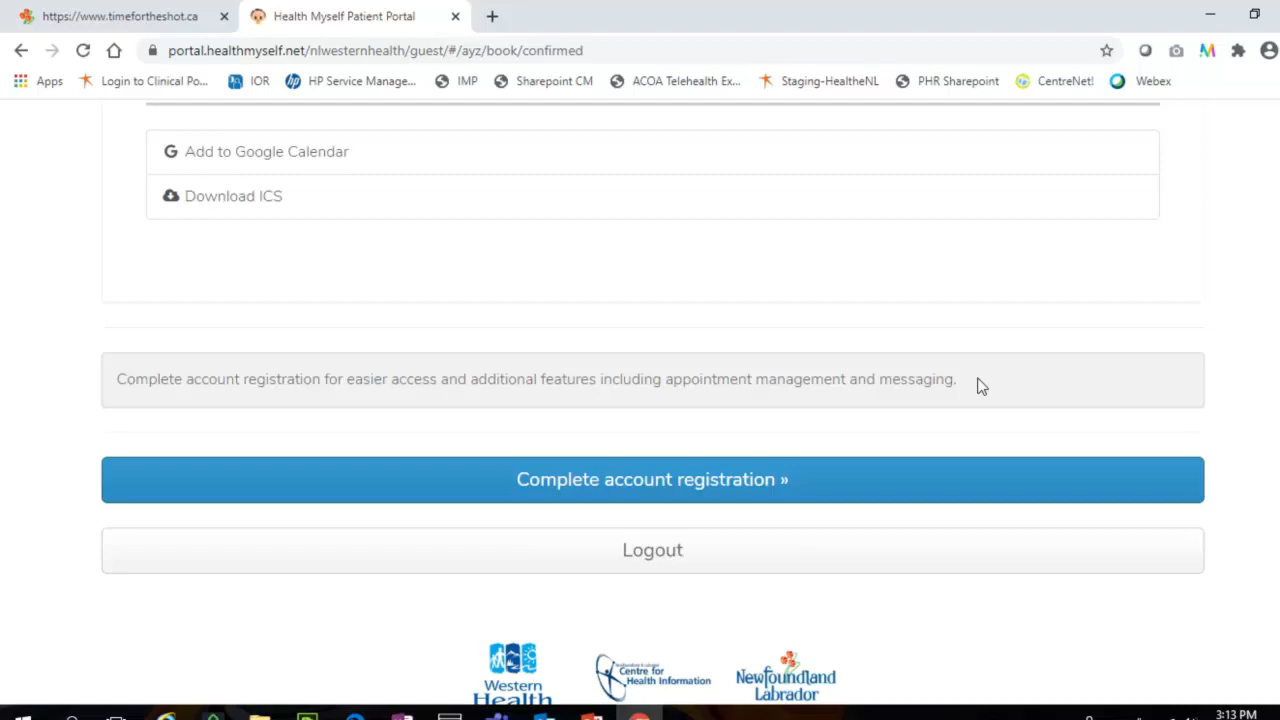 https://www.timefortheshot.ca
Health Myself Patient Portal
portal.healthmyself.net/nlwesternhealth/guest/#/ayz/book/confirmed
Apps
Login to Clinical Po...
IOR
HP Service Manage...
IMP
Sharepoint CM
ACOA Telehealth Ex...
Staging-HealtheNL
PHR Sharepoint
CentreNet!
Webex
Add to Google Calendar
Download ICS
Complete account registration for easier access and additional features including appointment management and messaging.
Complete account registration »
Logout
Western
Health
Centre for
Health Information
Newfoundland
Labrador
3:13 PM